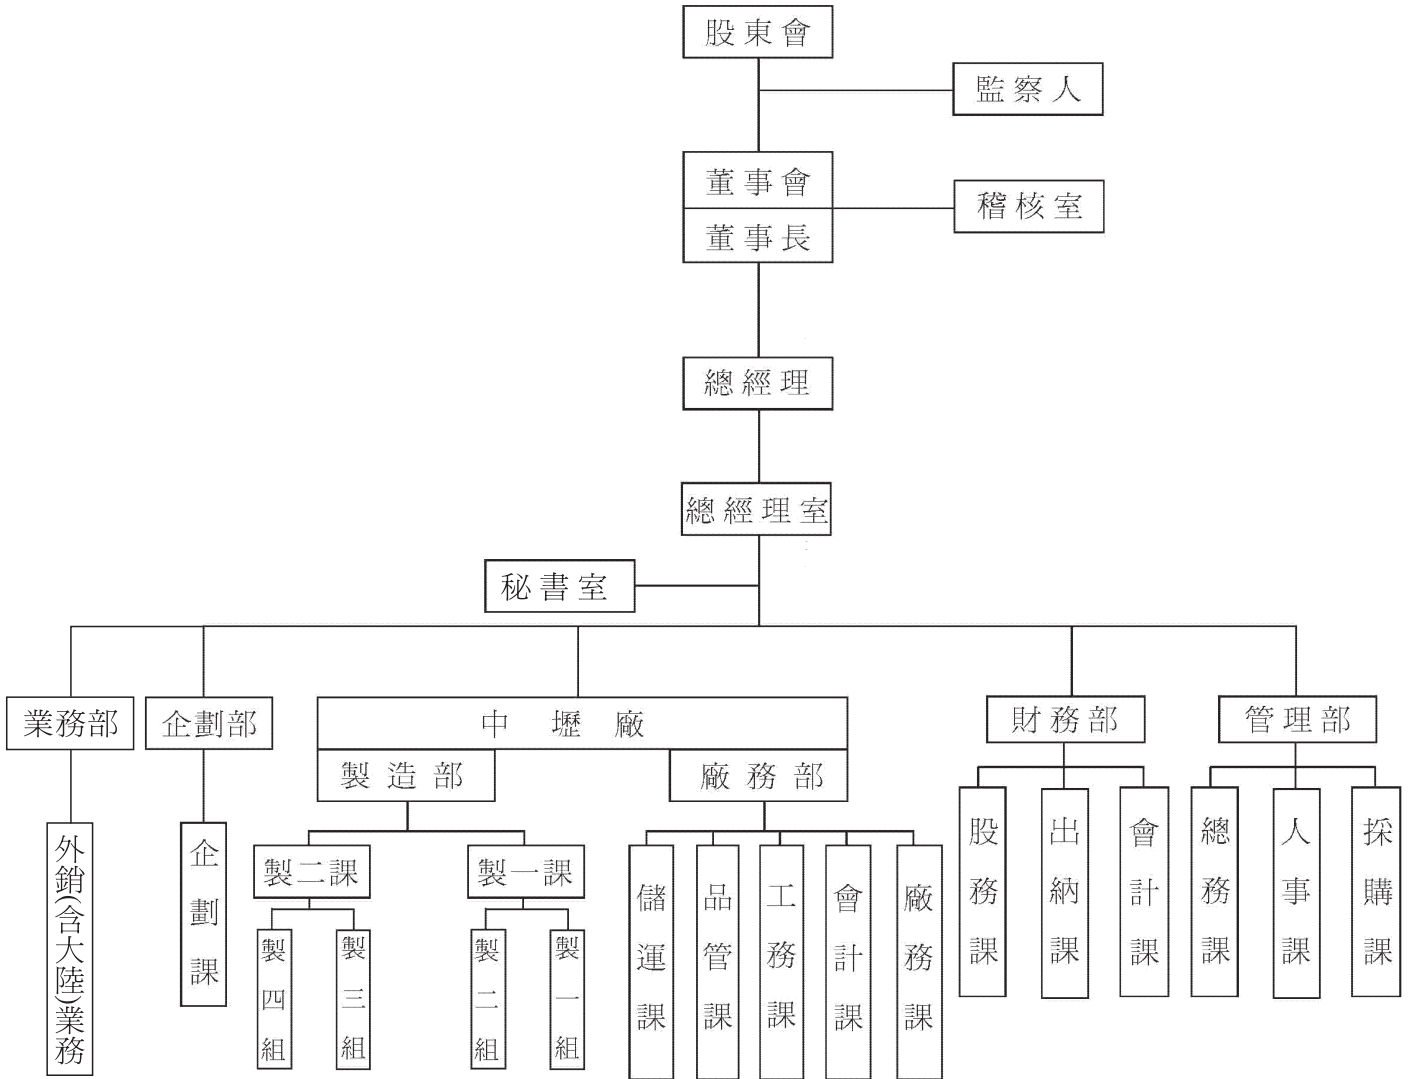 股東會
監察人
董事會
稽核室
董事長
總經理
總經理室
秘書室
業務部
企劃部
中壢廠
財務部
管理部
製造部
廠務部
外銷(含大陸)業務
企劃課
製二課
製一課
製四組
製三組
製二組
製一組
儲運課
品管課
工務課
會計課
廠務課
股務課
出納課
會計課
總務課
人事課
採購課